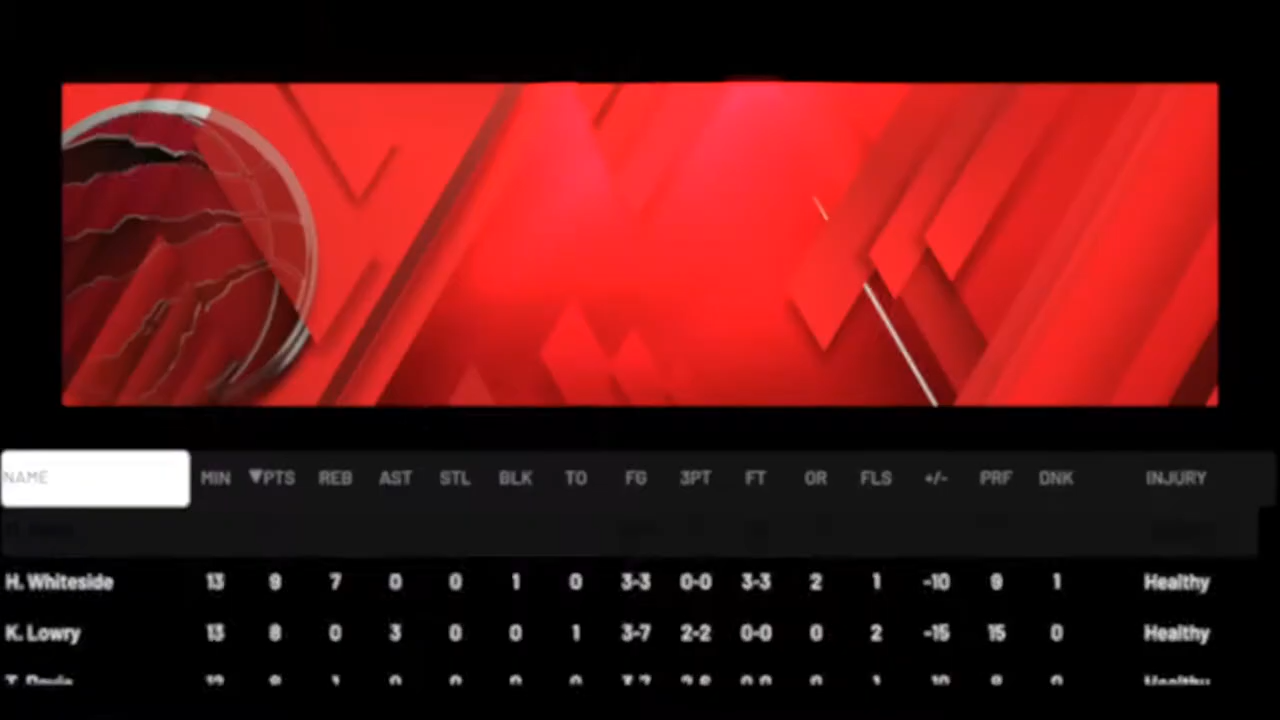 NAME MIN ▼PTS REB AST STL BLK TO FG 3PT FT OR FLS +/- PRF DNK INJURY
H. Whiteside 13 9 7 0 0 1 0 3-3 0-0 3-3 2 1 -10 9 1 Healthy
K. Lowry 13 8 0 3 0 0 1 3-7 2-2 0-0 0 2 -15 15 0 Healthy